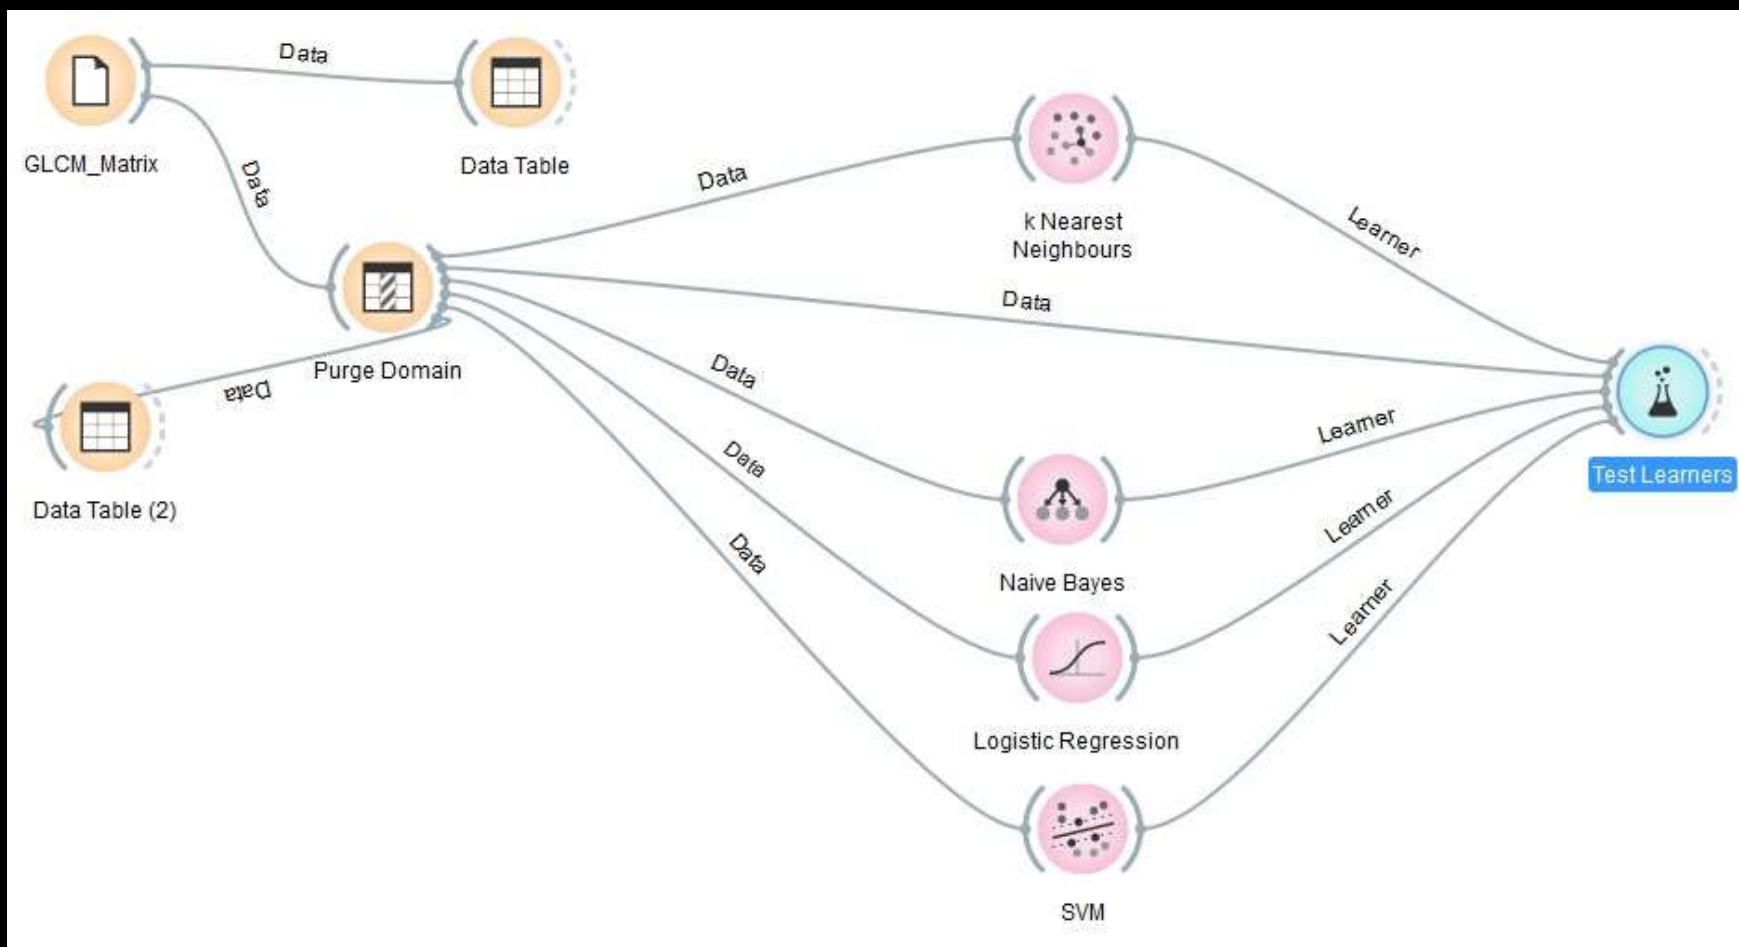 Data
GLCM_Matrix
Data Table
Data
Data
k Nearest
Neighbours
Learner
Data
Purge Domain
Data
Data
Learner
Test Learners
Data Table (2)
Data
Learner
Data
Naive Bayes
Learner
Logistic Regression
SVM